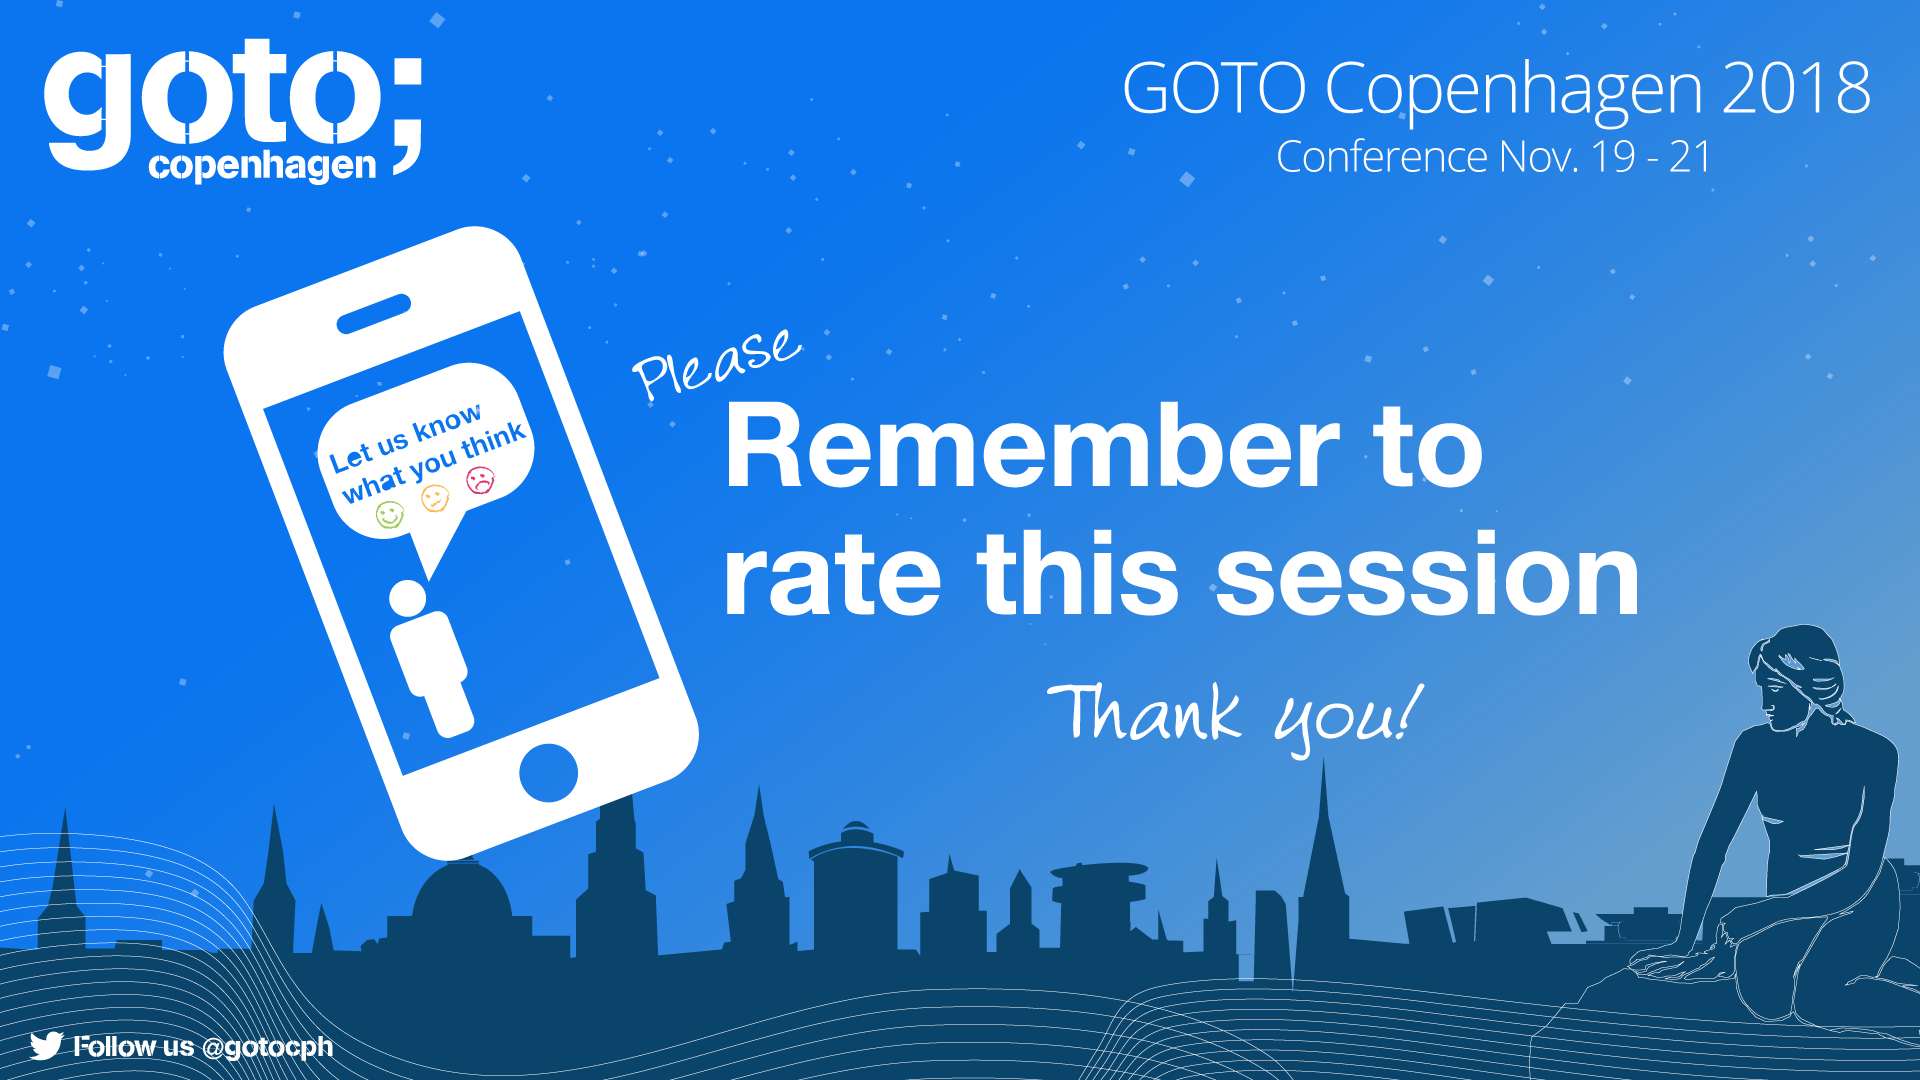 goto;
copenhagen
GOTO Copenhagen 2018
Conference Nov. 19 - 21
Let us know
what you think
Please
Remember to
rate this session
Thank you!
Follow us @gotocph